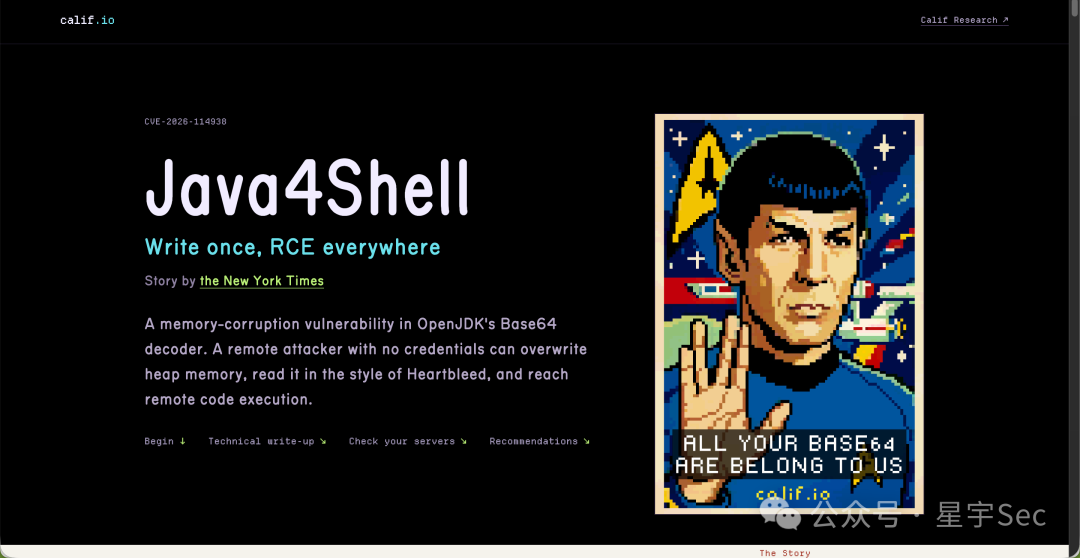 calif.io
Calif Research ↗
CVE-2026-114938
Java4Shell
Write once, RCE everywhere
Story by the New York Times
A memory-corruption vulnerability in OpenJDK's Base64
decoder. A remote attacker with no credentials can overwrite
heap memory, read it in the style of Heartbleed, and reach
remote code execution.
Begin ↓ Technical write-up ↘ Check your servers ↘ Recommendations ↘
ALL YOUR BASE64
ARE BELONG TO US
calif.io
公众号 · 星宇Sec
The Story